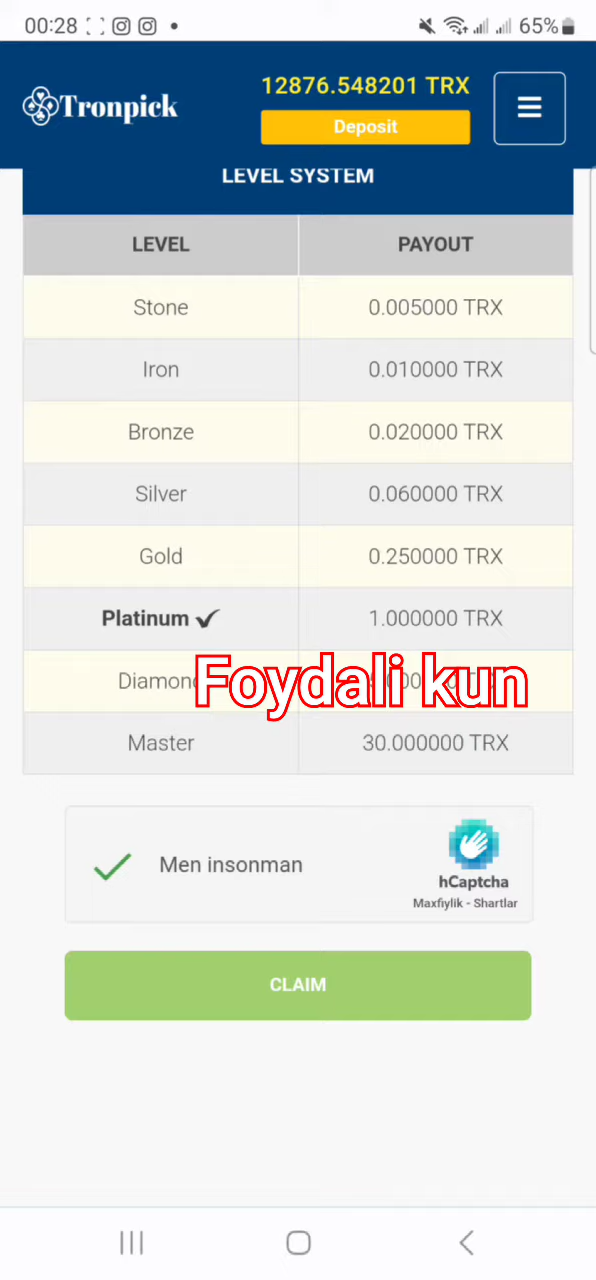 00:28 65%
Tronpick
12876.548201 TRX
Deposit
LEVEL SYSTEM
LEVEL PAYOUT
Stone 0.005000 TRX
Iron 0.010000 TRX
Bronze 0.020000 TRX
Silver 0.060000 TRX
Gold 0.250000 TRX
Platinum 1.000000 TRX
Foydali kun
Master 30.000000 TRX
Men insonman
hCaptcha
Maxfiylik - Shartlar
CLAIM